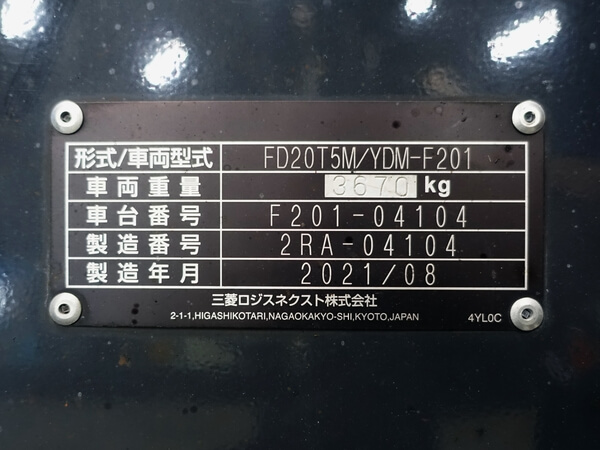 形式/車両型式 FD20T5M/YDM-F201
車両重量 3670 kg
車台番号 F201-04104
製造番号 2RA-04104
製造年月 2021/08
三菱ロジスネクスト株式会社
2-1-1,HIGASHIKOTARI,NAGAOKAKYO-SHI,KYOTO,JAPAN 4YL0C